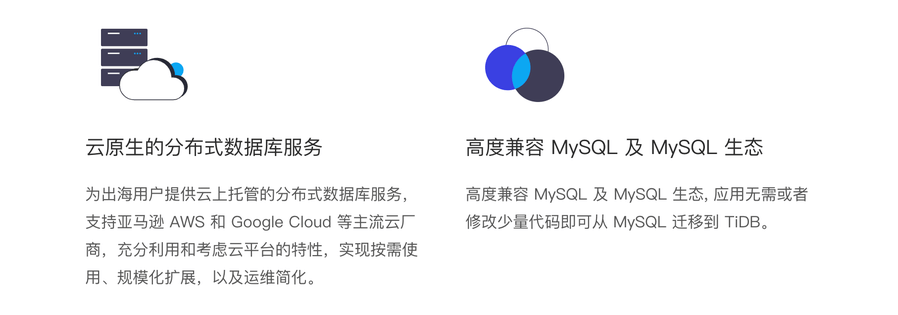 云原生的分布式数据库服务
为出海用户提供云上托管的分布式数据库服务，
支持亚马逊 AWS 和 Google Cloud 等主流云厂
商，充分利用和考虑云平台的特性，实现按需使
用、规模化扩展，以及运维简化。
高度兼容 MySQL 及 MySQL 生态
高度兼容 MySQL 及 MySQL 生态, 应用无需或者
修改少量代码即可从 MySQL 迁移到 TiDB。